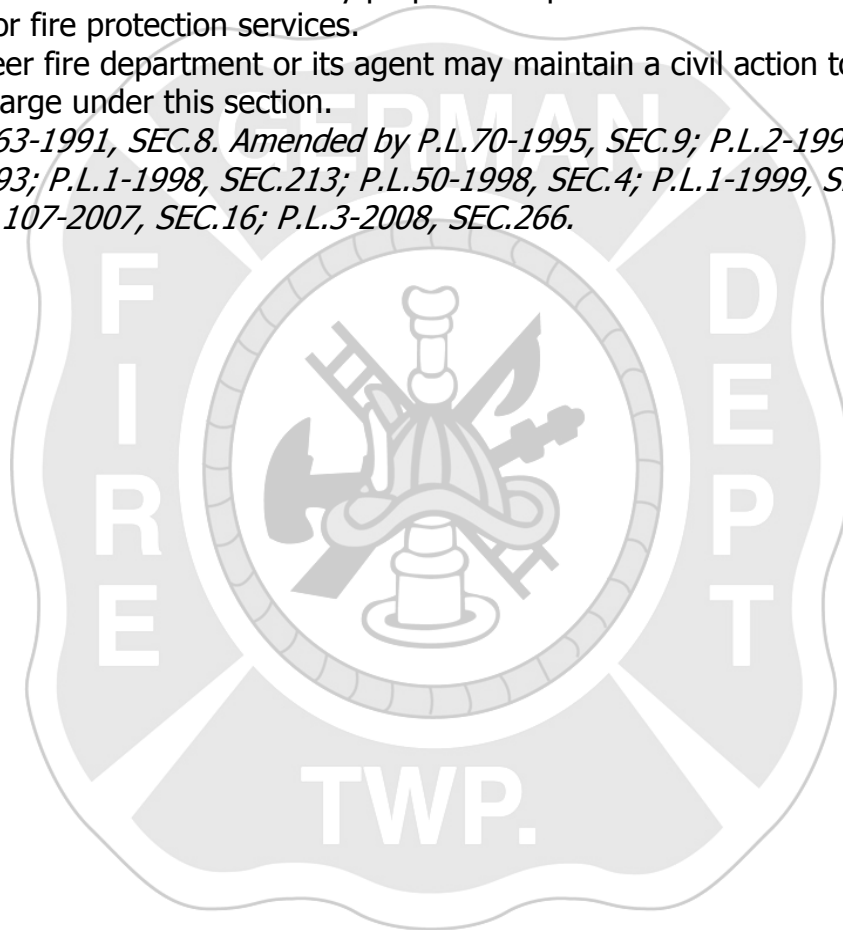 or fire protection services.
eer fire department or its agent may maintain a civil action to
arge under this section.
63-1991, SEC.8. Amended by P.L.70-1995, SEC.9; P.L.2-199
93; P.L.1-1998, SEC.213; P.L.50-1998, SEC.4; P.L.1-1999, S
107-2007, SEC.16; P.L.3-2008, SEC.266.
GERMAN
FIRE
DEPT
TWP.